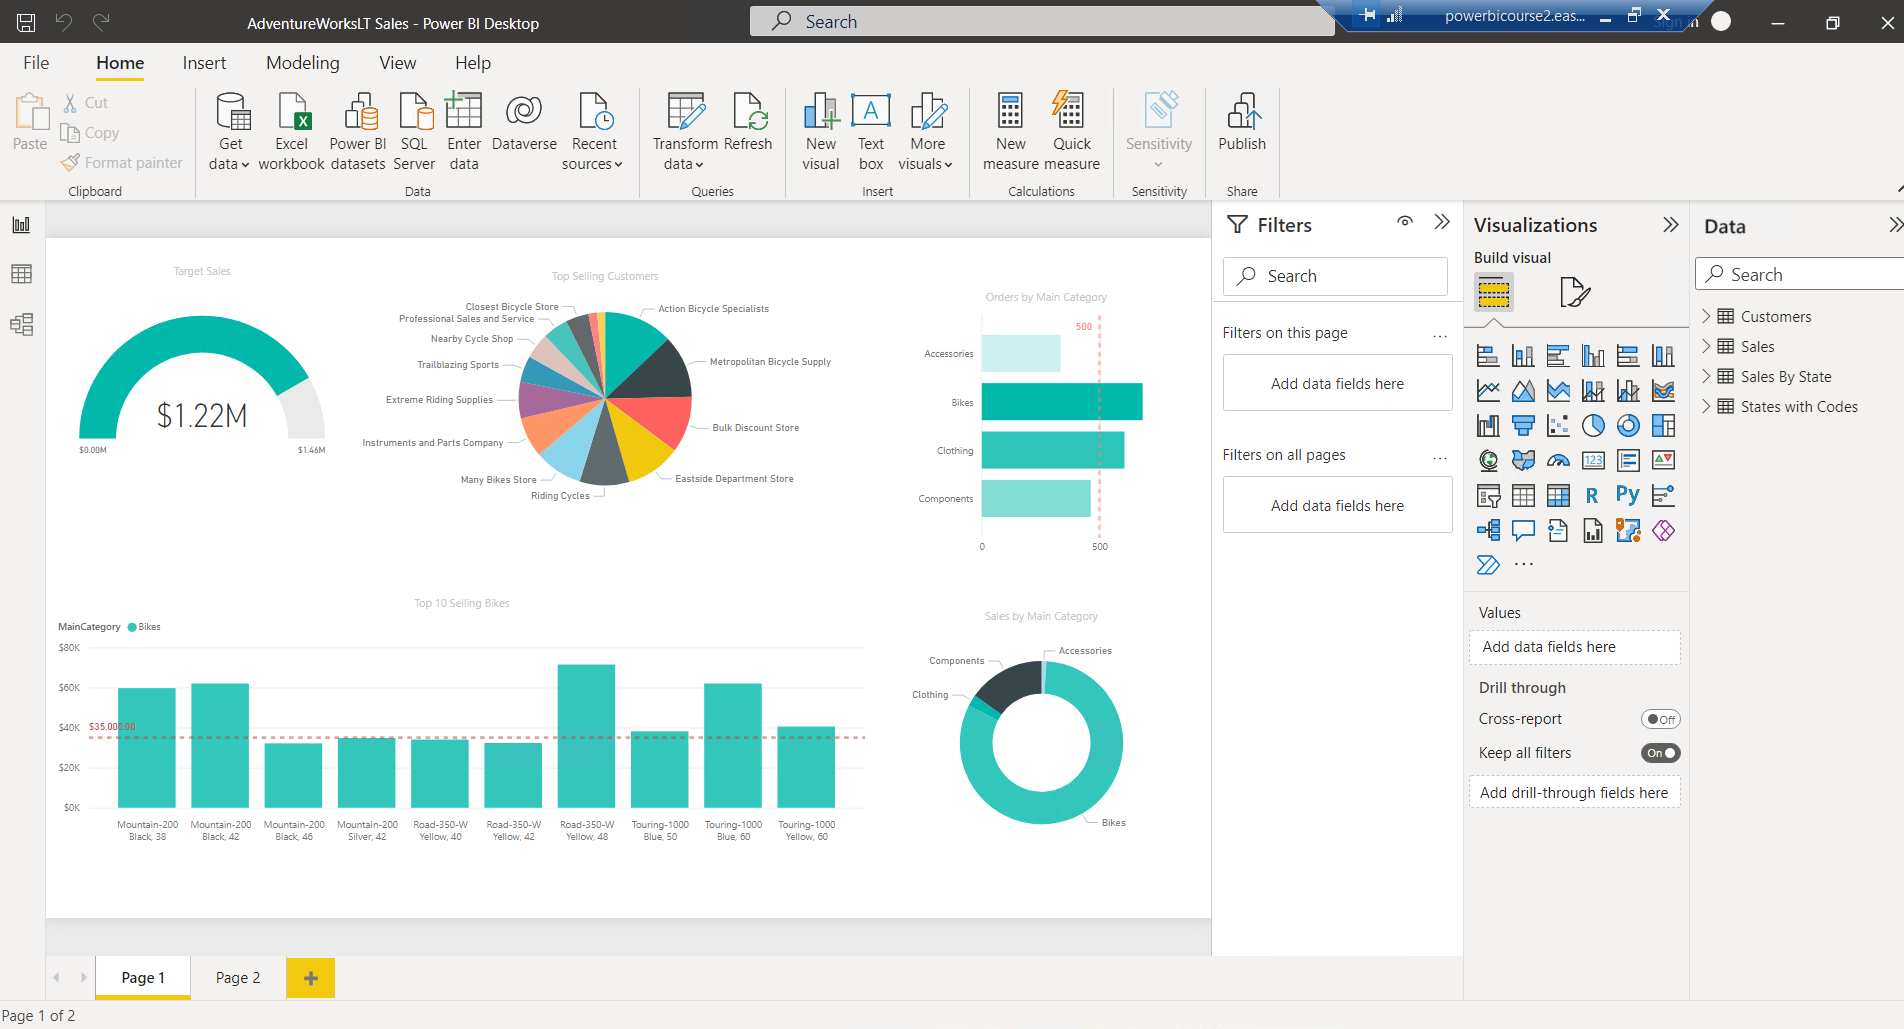 AdventureWorksLT Sales - Power BI Desktop
Search
powerbicourse2.eas...
File Home Insert Modeling View Help
Paste
Cut
Copy
Format painter
Clipboard
Get data
Excel workbook
Power BI datasets
SQL Server
Enter data
Dataverse
Recent sources
Data
Transform data
Refresh
Queries
New visual
Text box
More visuals
Insert
New measure
Quick measure
Calculations
Sensitivity
Sensitivity
Publish
Share
Target Sales
$1.22M
$0.00M
$1.46M
Top Selling Customers
Closest Bicycle Store
Professional Sales and Service
Nearby Cycle Shop
Trailblazing Sports
Extreme Riding Supplies
Instruments and Parts Company
Many Bikes Store
Riding Cycles
Action Bicycle Specialists
Metropolitan Bicycle Supply
Bulk Discount Store
Eastside Department Store
Orders by Main Category
500
Accessories
Bikes
Clothing
Components
0
500
Top 10 Selling Bikes
MainCategory Bikes
$80K
$60K
$40K
$35,000.00
$20K
$0K
Mountain-200 Black, 38
Mountain-200 Black, 42
Mountain-200 Black, 46
Mountain-200 Silver, 42
Road-350-W Yellow, 40
Road-350-W Yellow, 42
Road-350-W Yellow, 48
Touring-1000 Blue, 50
Touring-1000 Blue, 60
Touring-1000 Yellow, 60
Sales by Main Category
Accessories
Components
Clothing
Bikes
Filters
Search
Filters on this page
...
Add data fields here
Filters on all pages
...
Add data fields here
Visualizations
Build visual
123
R
Py
...
Values
Add data fields here
Drill through
Cross-report
Off
Keep all filters
On
Add drill-through fields here
Data
Search
Customers
Sales
Sales By State
States with Codes
Page 1
Page 2
+
Page 1 of 2